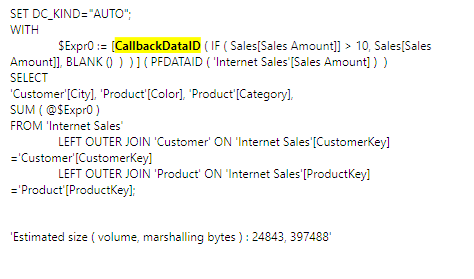 SET DC_KIND="AUTO";
WITH
$Expr0 := [CallbackDataID ( IF ( Sales[Sales Amount]] > 10, Sales[Sales
Amount]], BLANK ()  )  ) ] ( PFDATAID ( 'Internet Sales'[Sales Amount] )  )
SELECT
'Customer'[City], 'Product'[Color], 'Product'[Category],
SUM ( @$Expr0 )
FROM 'Internet Sales'
LEFT OUTER JOIN 'Customer' ON 'Internet Sales'[CustomerKey]
='Customer'[CustomerKey]
LEFT OUTER JOIN 'Product' ON 'Internet Sales'[ProductKey]
='Product'[ProductKey];
'Estimated size ( volume, marshalling bytes ) : 24843, 397488'